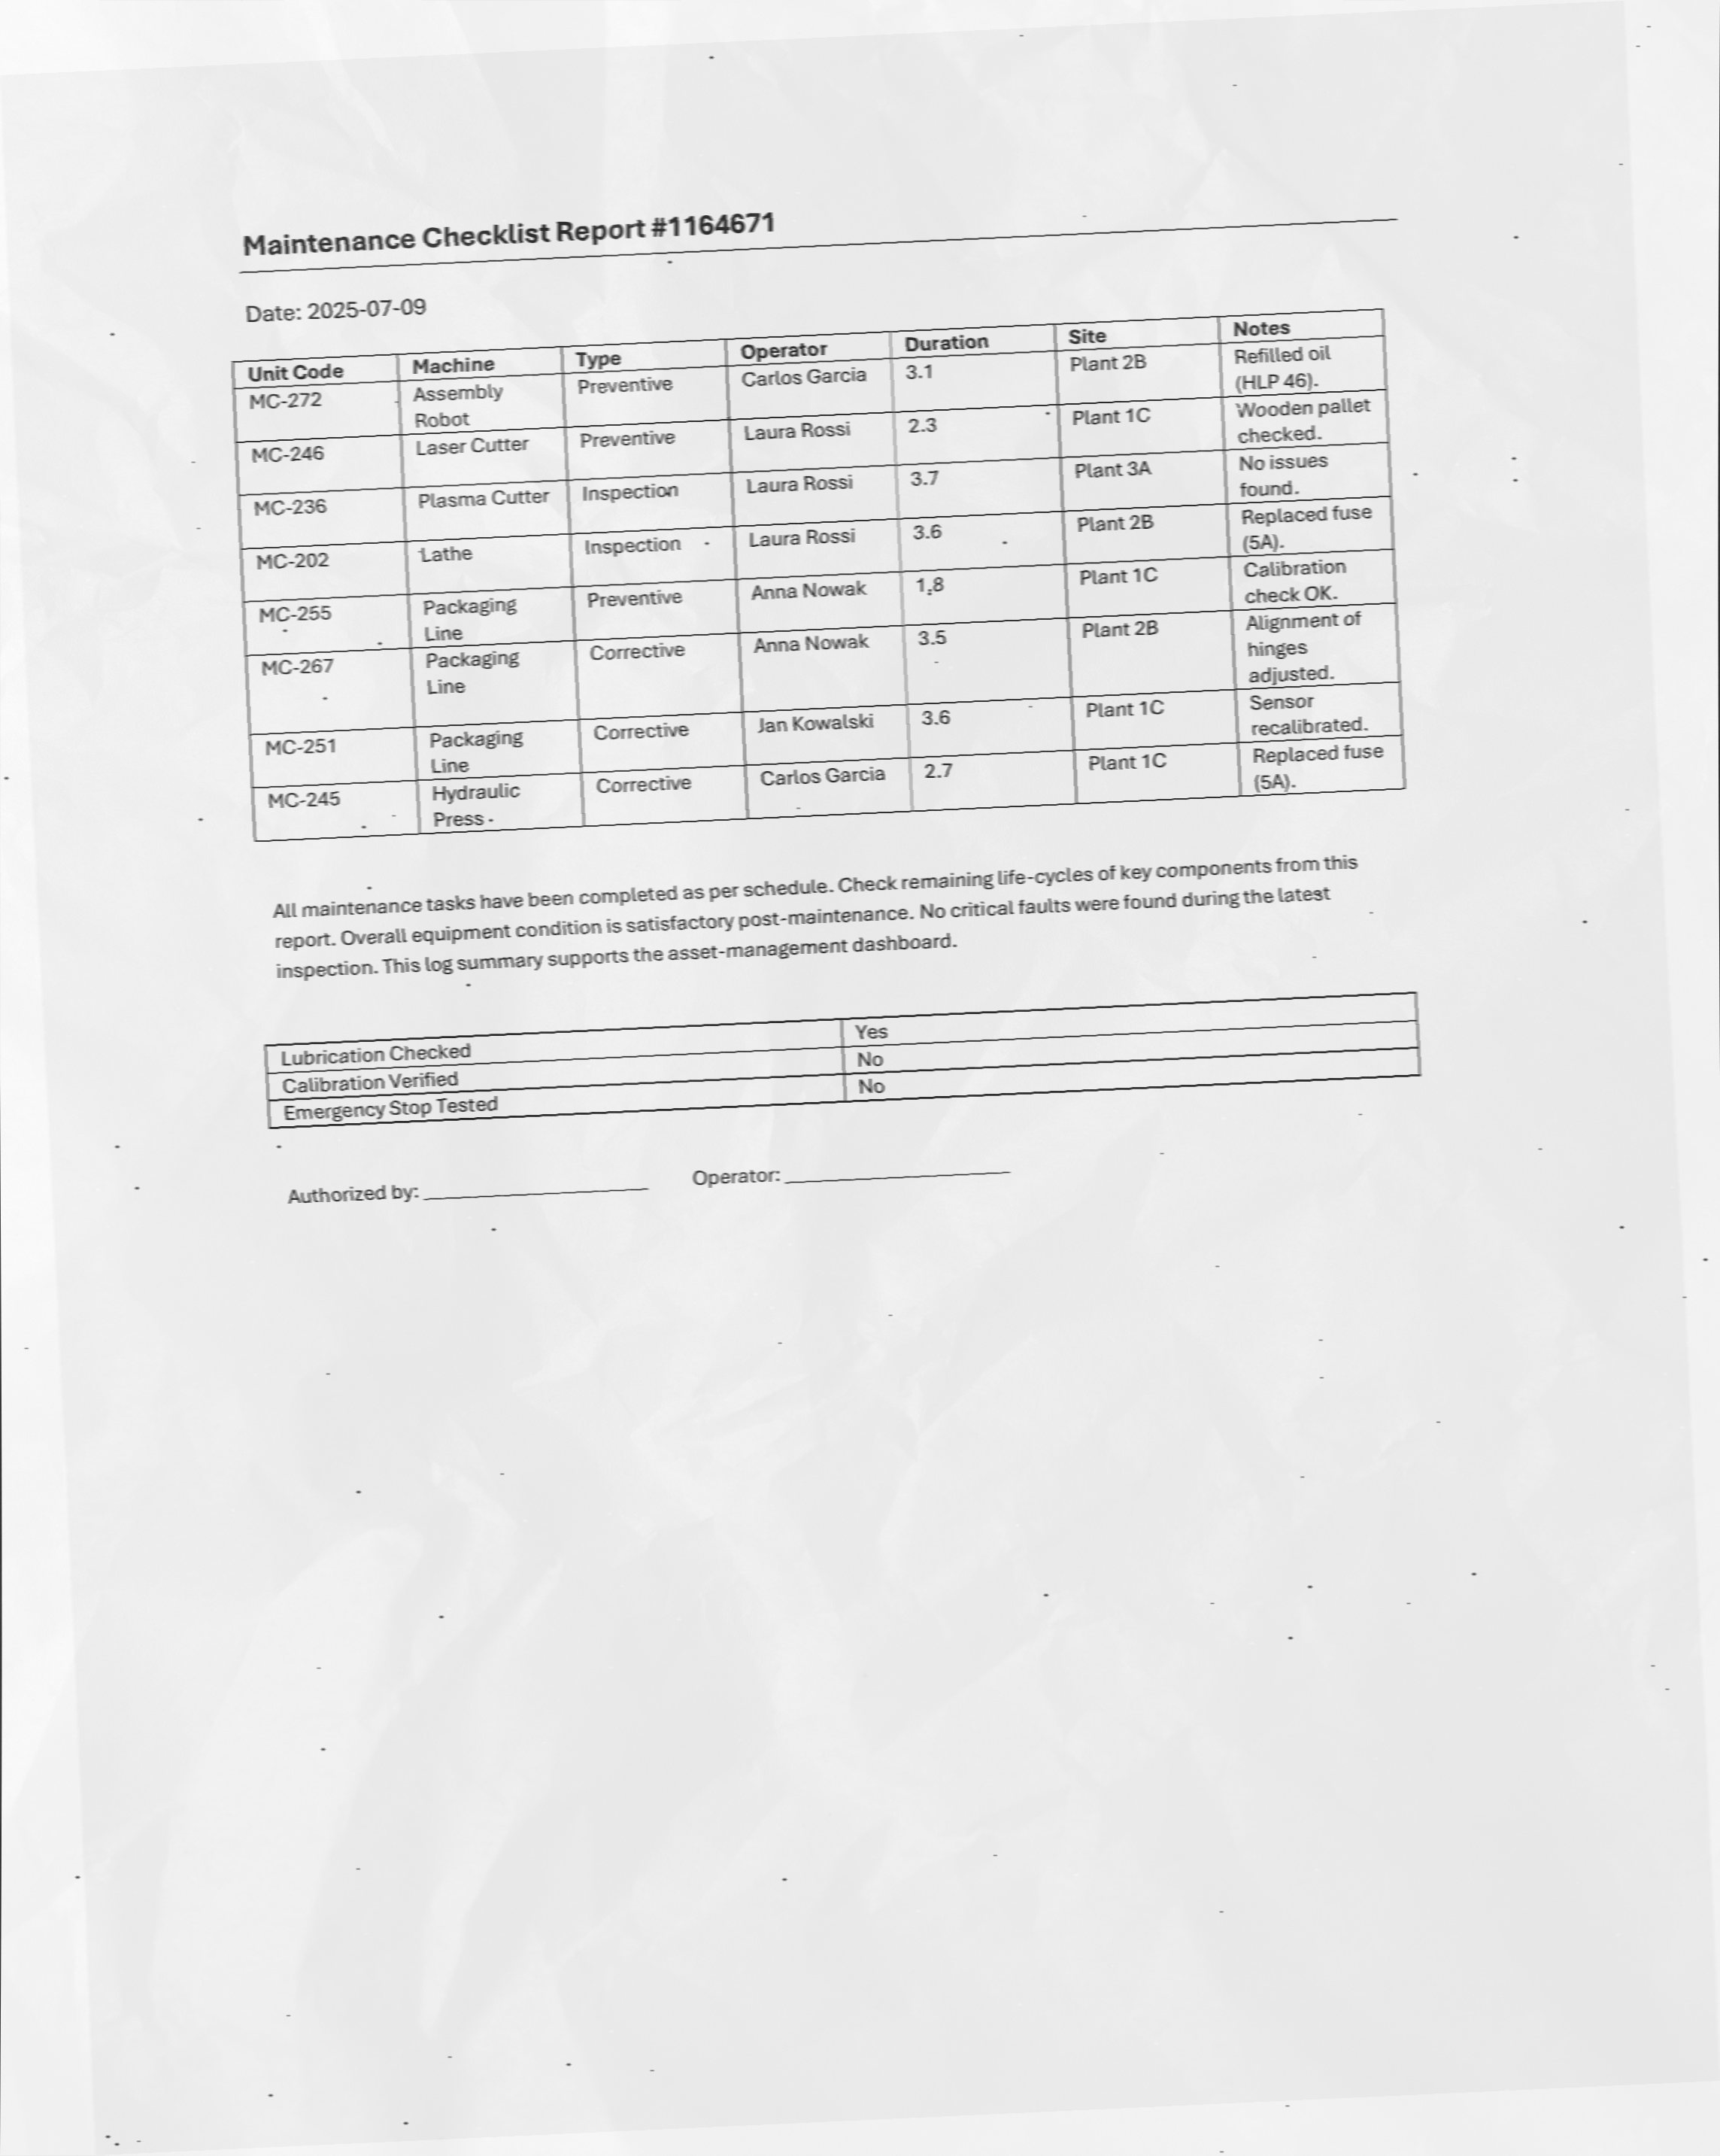 Maintenance Checklist Report #1164671
Date: 2025-07-09
Unit Code Machine Type Operator Duration Site Notes
MC-272 Assembly Robot Preventive Carlos Garcia 3.1 Plant 2B Refilled oil (HLP 46).
MC-246 Laser Cutter Preventive Laura Rossi 2.3 Plant 1C Wooden pallet checked.
MC-236 Plasma Cutter Inspection Laura Rossi 3.7 Plant 3A No issues found.
MC-202 Lathe Inspection Laura Rossi 3.6 Plant 2B Replaced fuse (5A).
MC-255 Packaging Line Preventive Anna Nowak 1.8 Plant 1C Calibration check OK.
MC-267 Packaging Line Corrective Anna Nowak 3.5 Plant 2B Alignment of hinges adjusted.
MC-251 Packaging Line Corrective Jan Kowalski 3.6 Plant 1C Sensor recalibrated.
MC-245 Hydraulic Press Corrective Carlos Garcia 2.7 Plant 1C Replaced fuse (5A).
All maintenance tasks have been completed as per schedule. Check remaining life-cycles of key components from this
report. Overall equipment condition is satisfactory post-maintenance. No critical faults were found during the latest
inspection. This log summary supports the asset-management dashboard.
Lubrication Checked Yes
Calibration Verified No
Emergency Stop Tested No
Authorized by: ____________________ Operator: ____________________